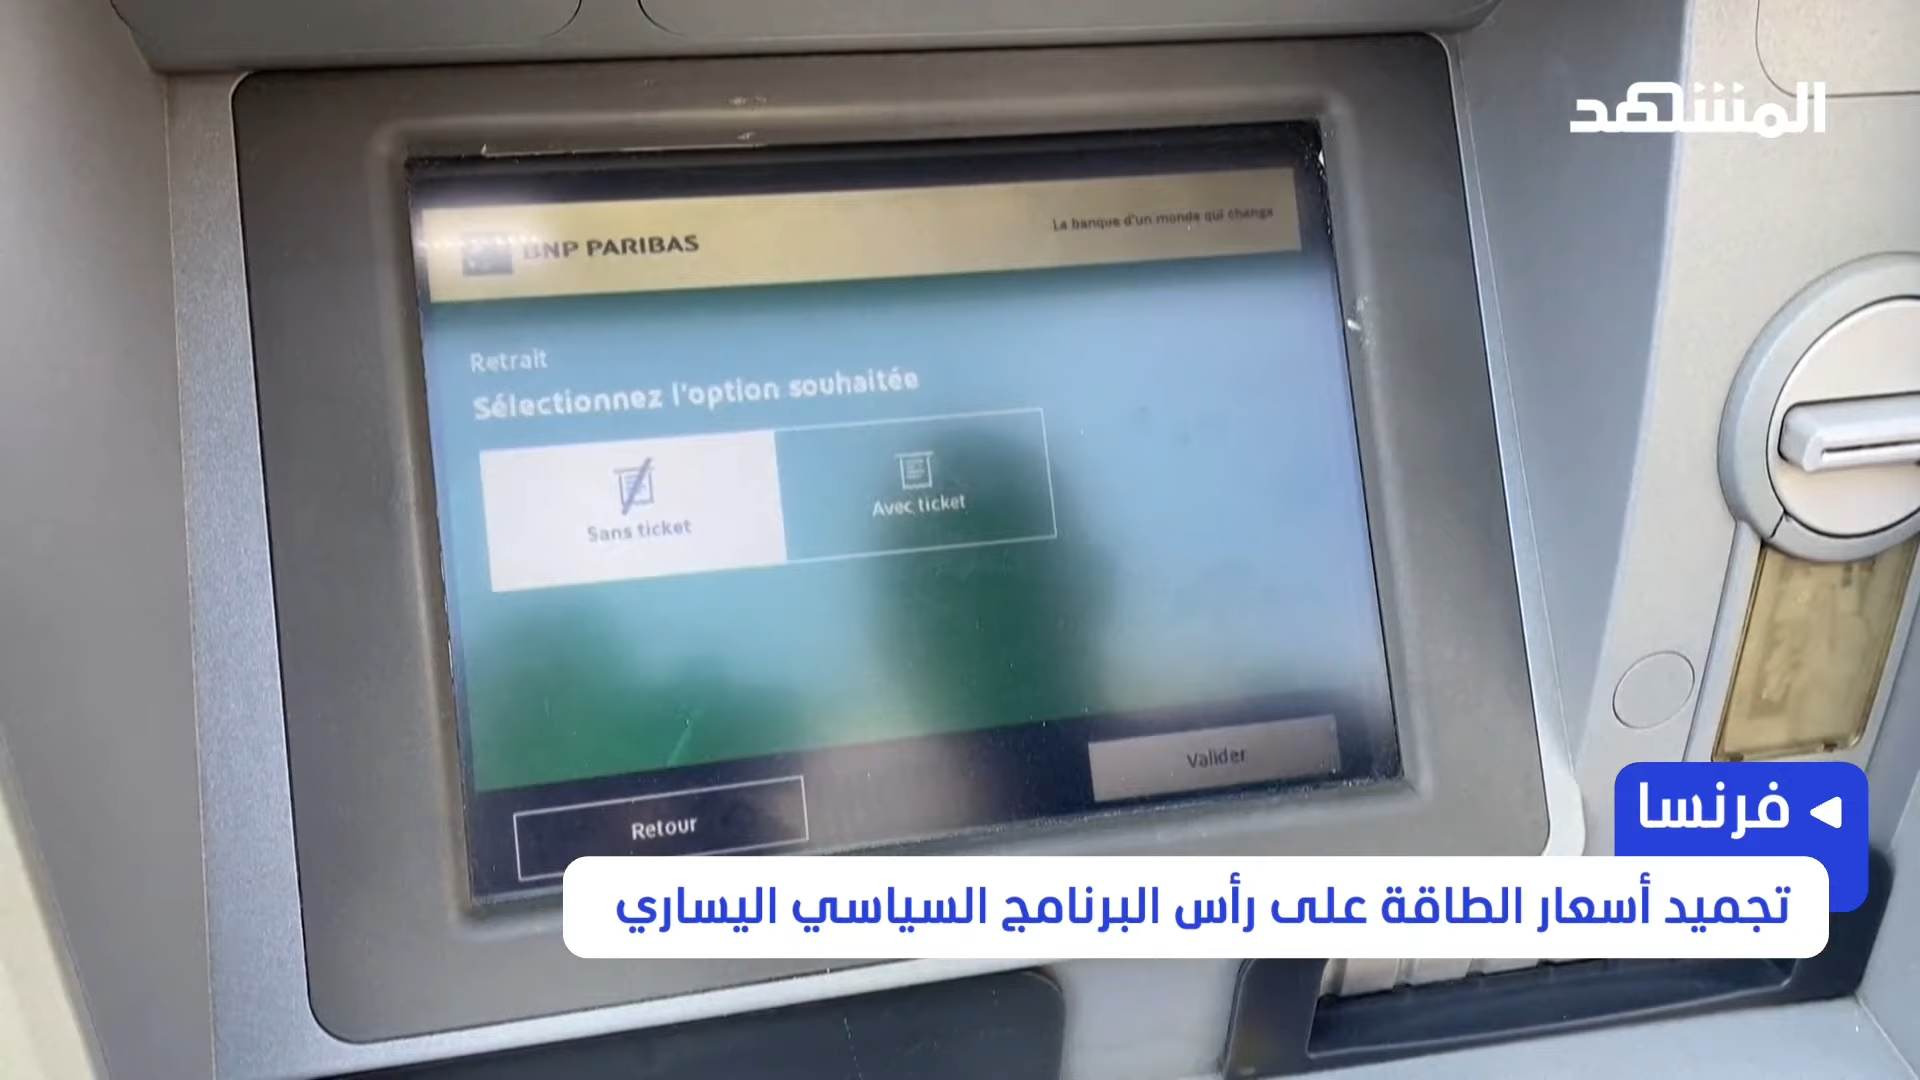 المشهد
BNP PARIBAS
La banque d'un monde qui change
Retrait
Sélectionnez l'option souhaitée
Sans ticket
Avec ticket
Valider
Retour
فرنسا
تجميد أسعار الطاقة على رأس البرنامج السياسي اليساري